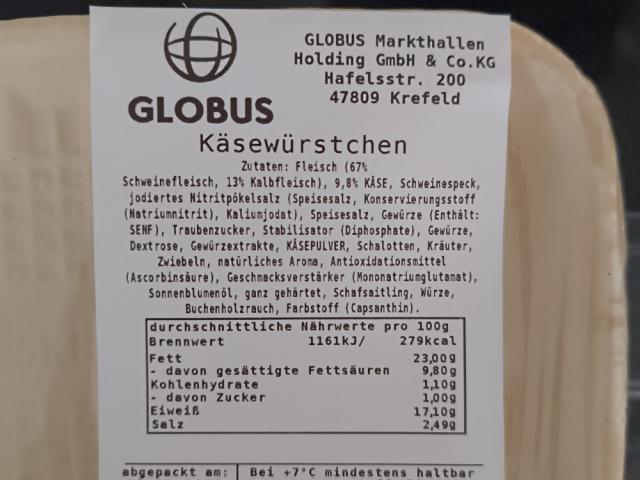 GLOBUS
GLOBUS Markthallen
Holding GmbH & Co.KG
Hafelsstr. 200
47809 Krefeld
Käsewürstchen
Zutaten: Fleisch (67%
Schweinefleisch, 13% Kalbfleisch), 9,8% KÄSE, Schweinespeck,
jodiertes Nitritpökelsalz (Speisesalz, Konservierungsstoff
(Natriumnitrit), Kaliumjodat), Speisesalz, Gewürze (Enthält:
SENF), Traubenzucker, Stabilisator (Diphosphate), Gewürze,
Dextrose, Gewürzextrakte, KÄSEPULVER, Schalotten, Kräuter,
Zwiebeln, natürliches Aroma, Antioxidationsmittel
(Ascorbinsäure), Geschmacksverstärker (Mononatriumglutamat),
Sonnenblumenöl, ganz gehärtet, Schafsaitling, Würze,
Buchenholzrauch, Farbstoff (Capsanthin).
durchschnittliche Nährwerte pro 100g
Brennwert 1161kJ/ 279kcal
Fett 23,00g
- davon gesättigte Fettsäuren 9,80g
Kohlenhydrate 1,10g
- davon Zucker 1,00g
Eiweiß 17,10g
Salz 2,49g
abgepackt am: Bei +7°C mindestens haltbar